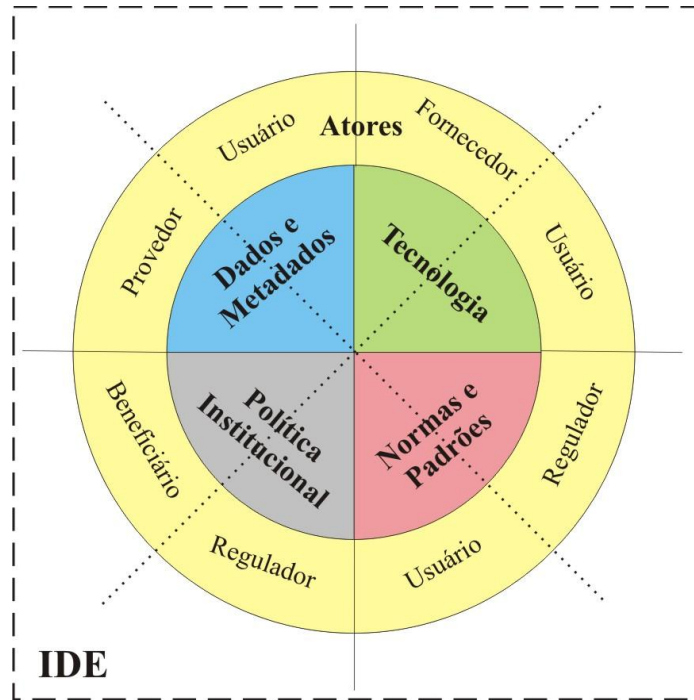 Usuário
Atores
Fornecedor
Provedor
Usuário
Dados e
Metadados
Tecnologia
Beneficiário
Regulador
Política
Institucional
Normas e
Padrões
Regulador
Usuário
IDE